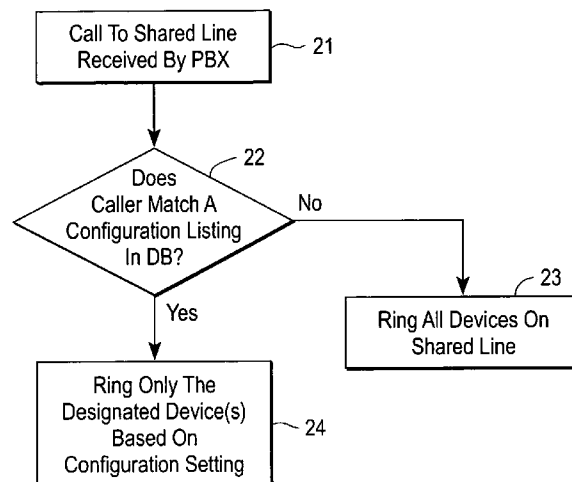 Call To Shared Line
Received By PBX
21
22
Does
Caller Match A
Configuration Listing
In DB?
No
Yes
23
Ring All Devices On
Shared Line
Ring Only The
Designated Device(s)
Based On
Configuration Setting
24